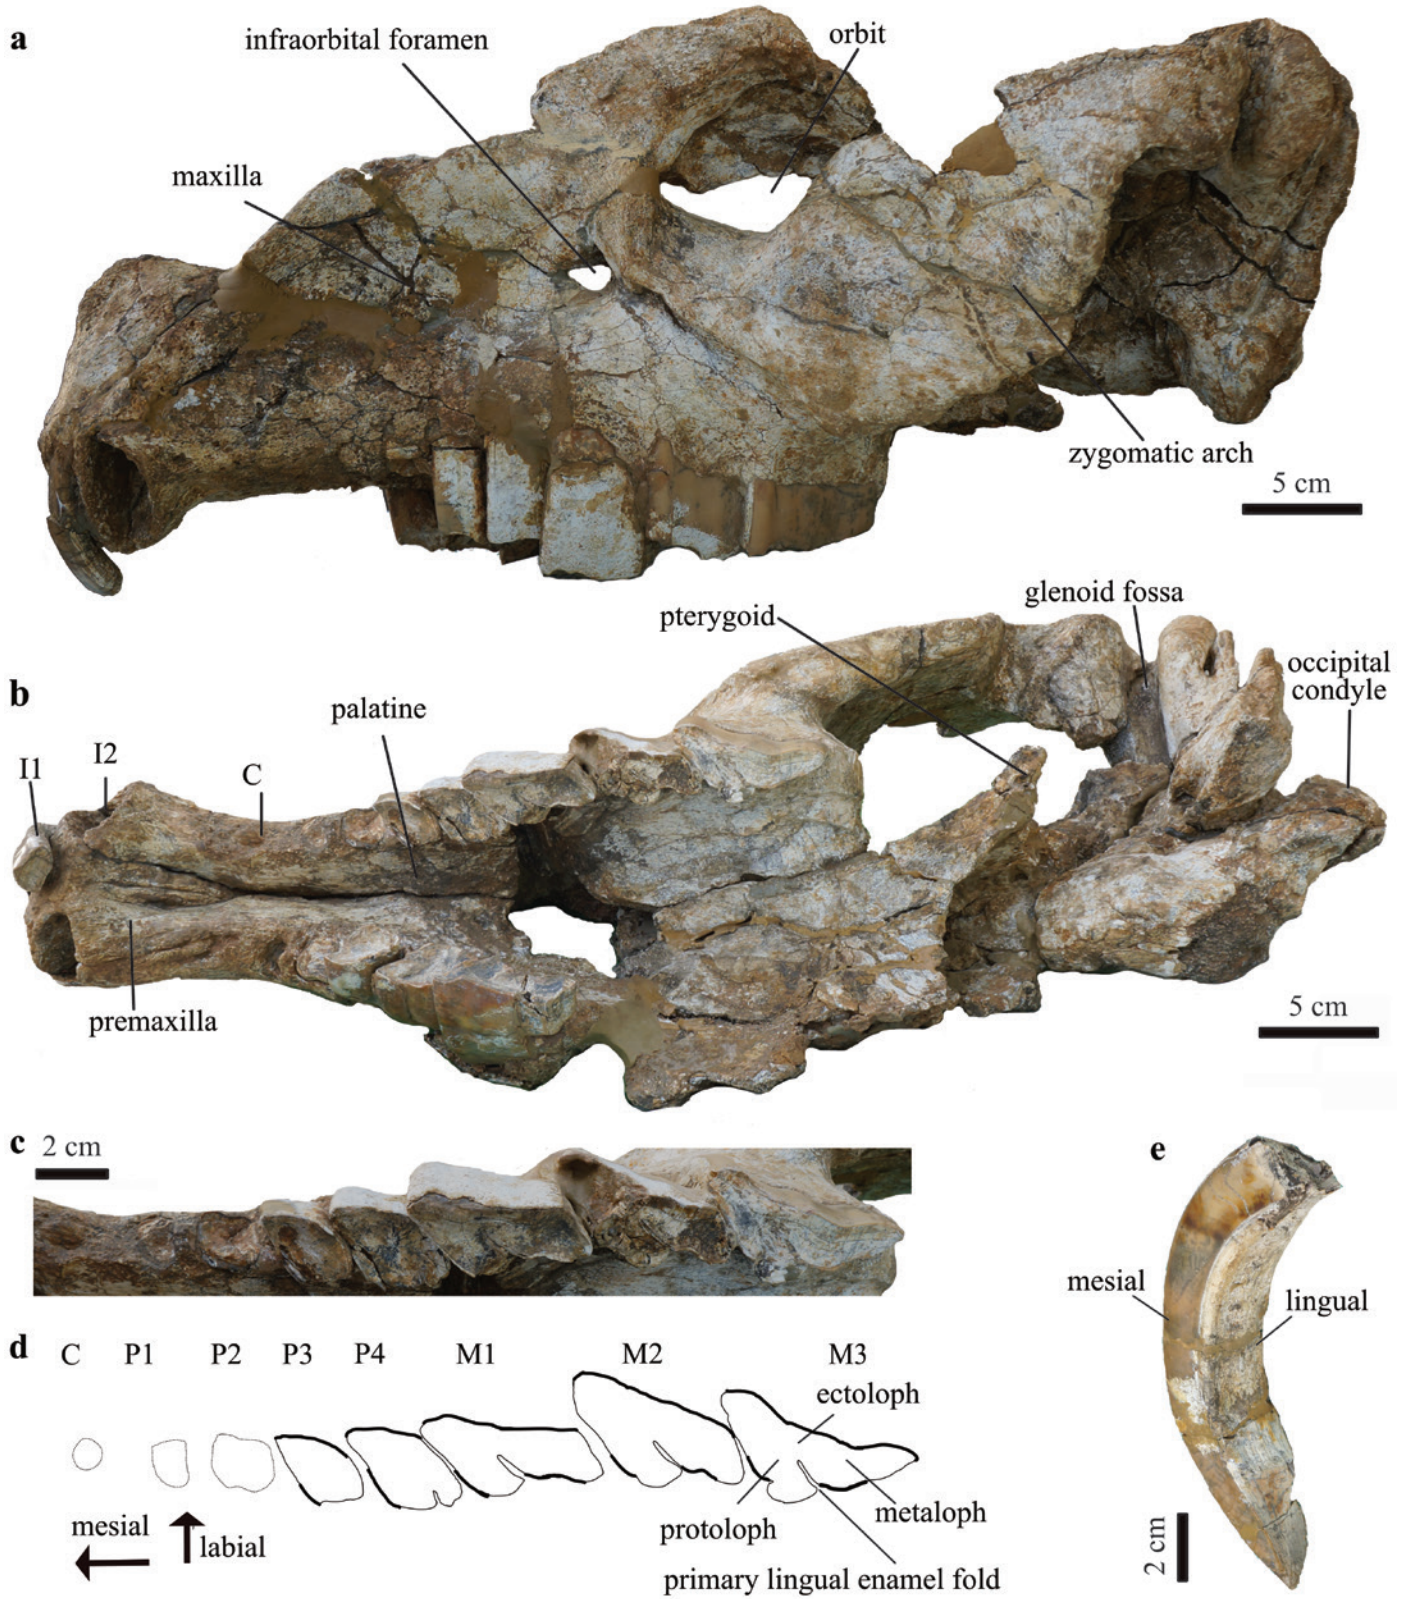 a
infraorbital foramen
orbit
maxilla
zygomatic arch
5 cm
b
pterygoid
glenoid fossa
occipital
condyle
palatine
I1
I2
C
premaxilla
5 cm
c
2 cm
d
C P1 P2 P3 P4 M1 M2 M3
ectoloph
mesial
labial
protoloph
metaloph
primary lingual enamel fold
e
mesial
lingual
2 cm